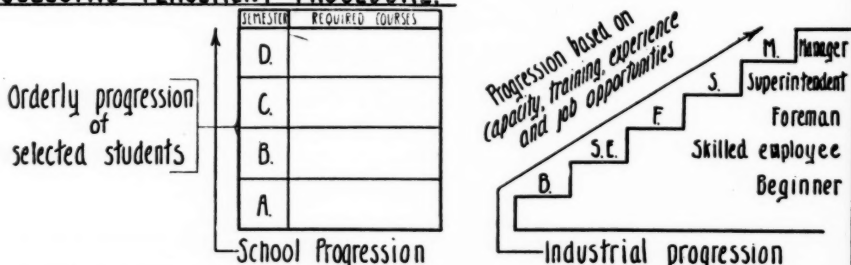 SEMESTER REQUIRED COURSES
D.
C.
B.
A.
Orderly progression
of
selected students
School Progression
Progression based on
capacity, training, experience
and job opportunities
M. Manager
S. Superintendent
F. Foreman
S.E. Skilled employee
B. Beginner
Industrial progression